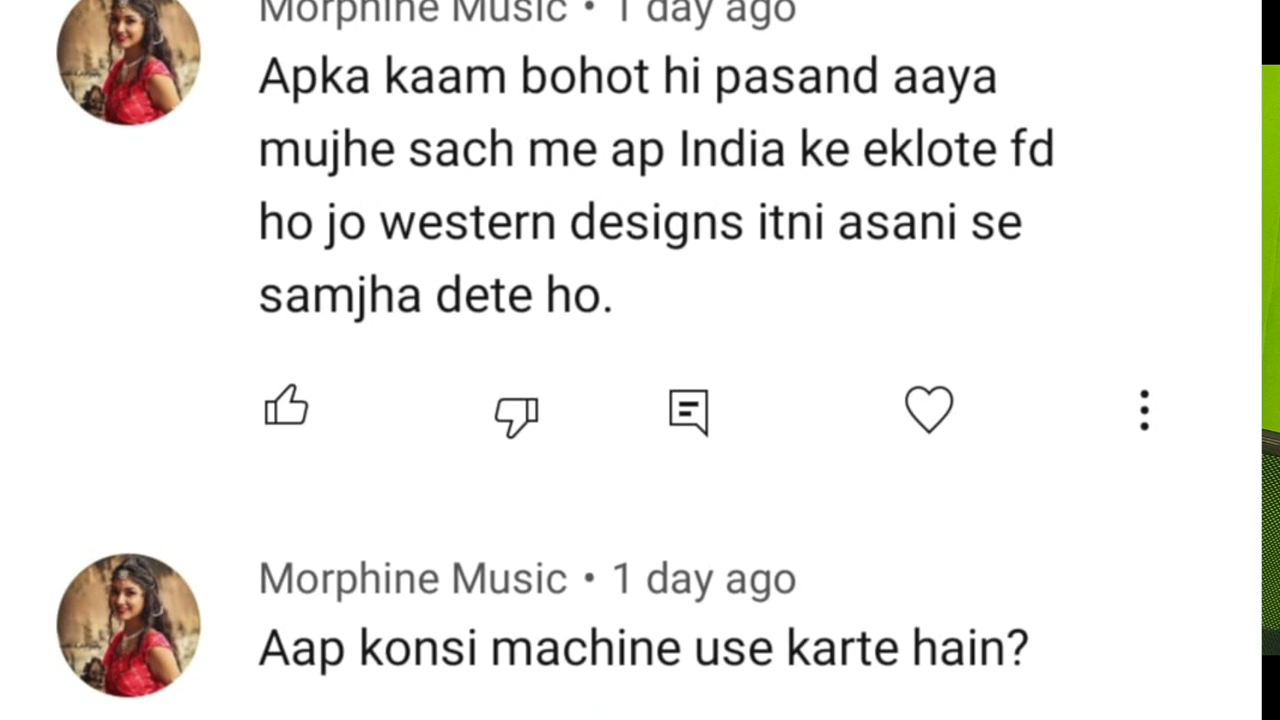 Morphine Music • 1 day ago
Apka kaam bohot hi pasand aaya
mujhe sach me ap India ke eklote fd
ho jo western designs itni asani se
samjha dete ho.
Morphine Music • 1 day ago
Aap konsi machine use karte hain?